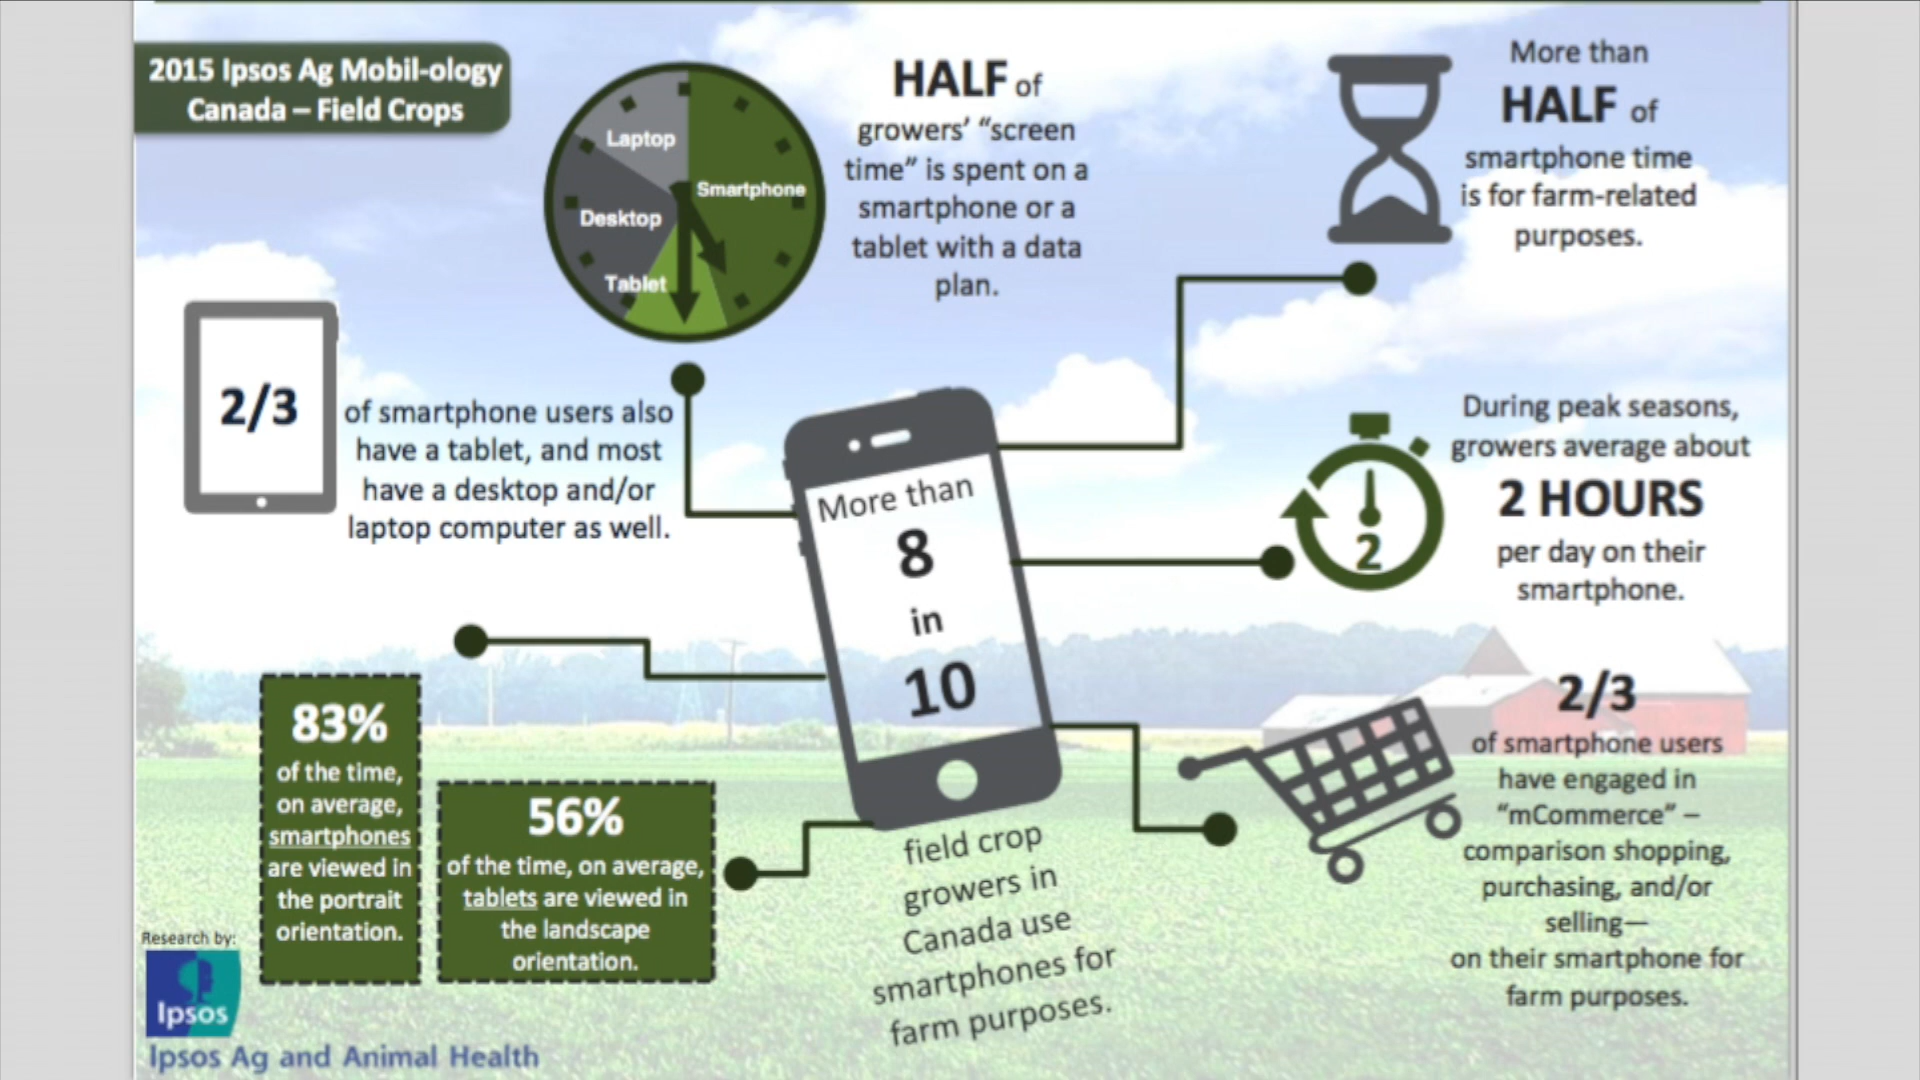 2015 Ipsos Ag Mobil-ology
Canada – Field Crops
Laptop
Smartphone
Desktop
Tablet
HALF of
growers’ “screen
time” is spent on a
smartphone or a
tablet with a data
plan.
More than
HALF of
smartphone time
is for farm-related
purposes.
2/3
of smartphone users also
have a tablet, and most
have a desktop and/or
laptop computer as well.
During peak seasons,
growers average about
2 HOURS
per day on their
smartphone.
2
More than
8
in
10
field crop
growers in
Canada use
smartphones for
farm purposes.
83%
of the time,
on average,
smartphones
are viewed in
the portrait
orientation.
56%
of the time, on average,
tablets are viewed in
the landscape
orientation.
2/3
of smartphone users
have engaged in
“mCommerce” –
comparison shopping,
purchasing, and/or
selling—
on their smartphone for
farm purposes.
Research by:
Ipsos
Ipsos Ag and Animal Health